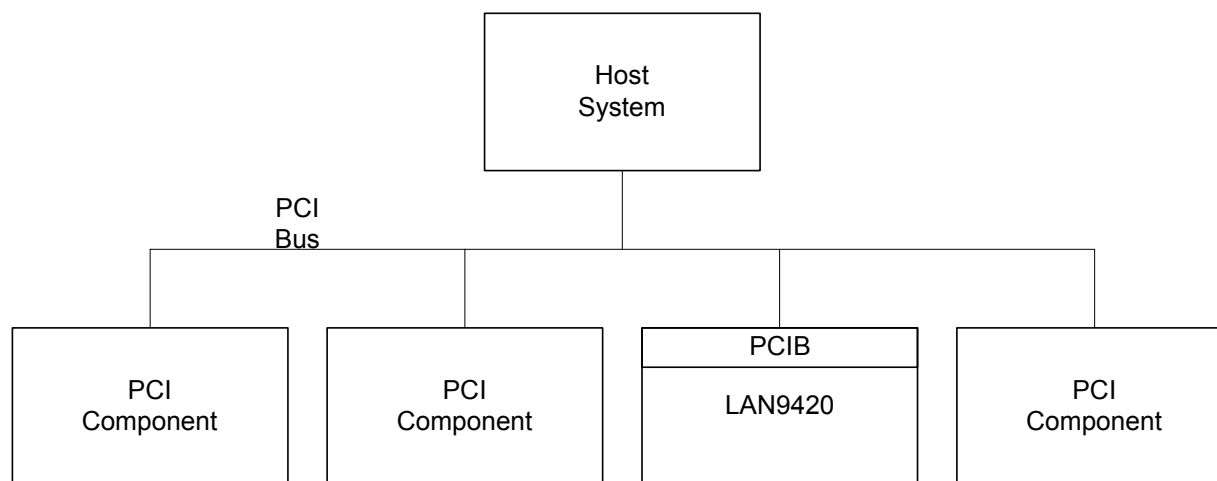 Host
System
PCI
Bus
PCI
Component
PCI
Component
PCIB
LAN9420
PCI
Component